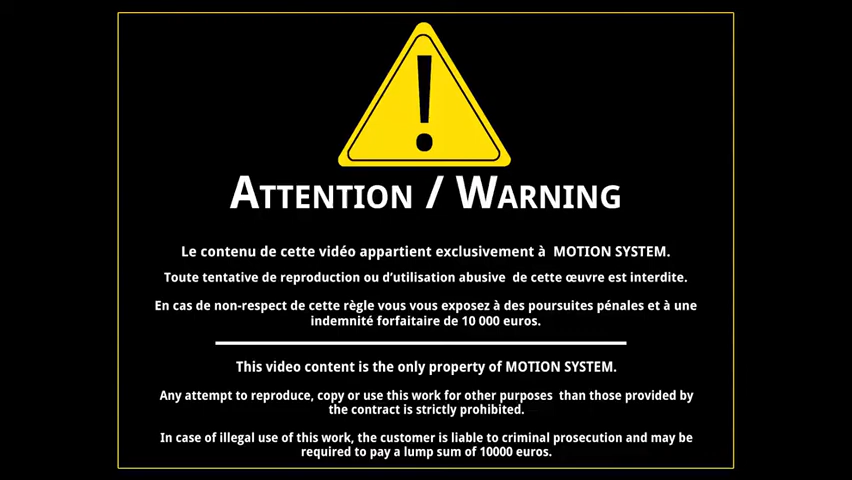 !
ATTENTION / WARNING
Le contenu de cette vidéo appartient exclusivement à MOTION SYSTEM.
Toute tentative de reproduction ou d'utilisation abusive de cette œuvre est interdite.
En cas de non-respect de cette règle vous vous exposez à des poursuites pénales et à une
indemnité forfaitaire de 10 000 euros.
This video content is the only property of MOTION SYSTEM.
Any attempt to reproduce, copy or use this work for other purposes than those provided by
the contract is strictly prohibited.
In case of illegal use of this work, the customer is liable to criminal prosecution and may be
required to pay a lump sum of 10000 euros.